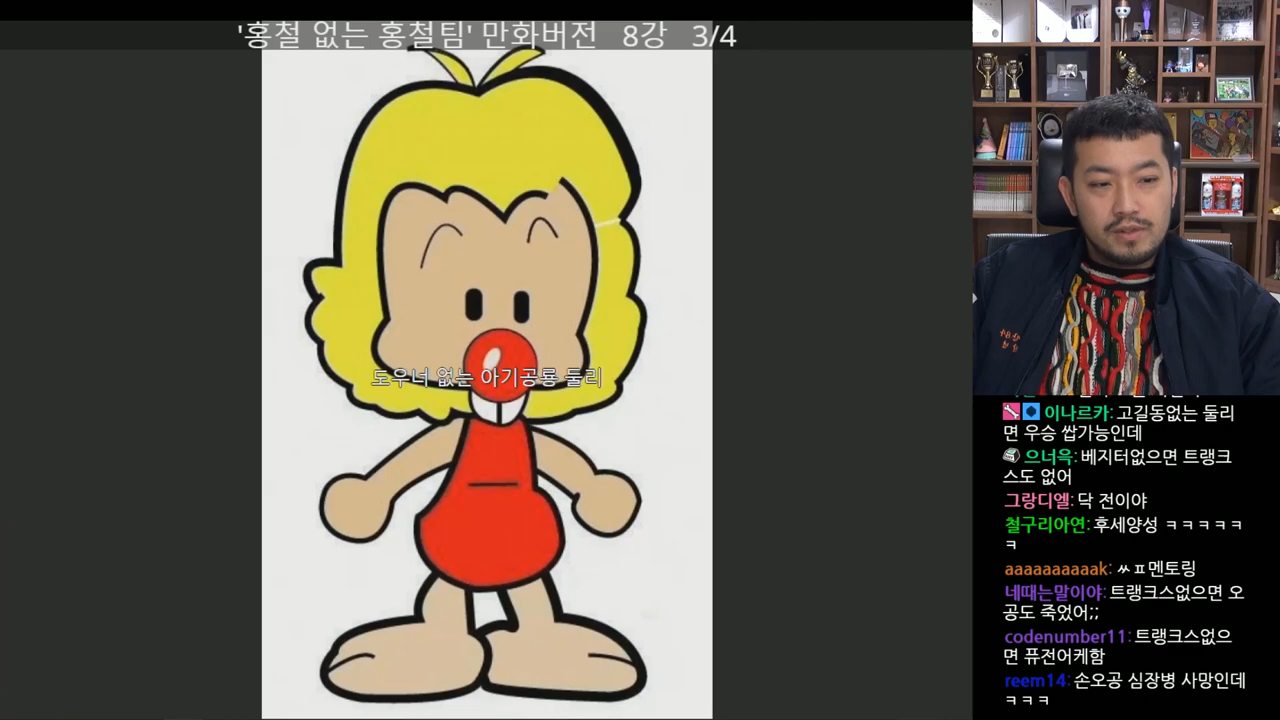 '홍철 없는 홍철팀' 만화버전 8강 3/4
도우너 없는 아기공룡 둘리
이나르카: 고길동없는 둘리
면 우승 쌉가능인데
으너윽: 베지터없으면 트랭크
스도 없어
그랑디엘: 닥 전이야
철구리아연: 후세양성 ㅋㅋㅋㅋㅋ
ㅋ
aaaaaaaaaak: ㅆㅍ멘토링
네때는말이야: 트랭크스없으면 오
공도 죽었어;;
codenumber11: 트랭크스없으
면 퓨전어케함
reem14: 손오공 심장병 사망인데
ㅋㅋㅋ